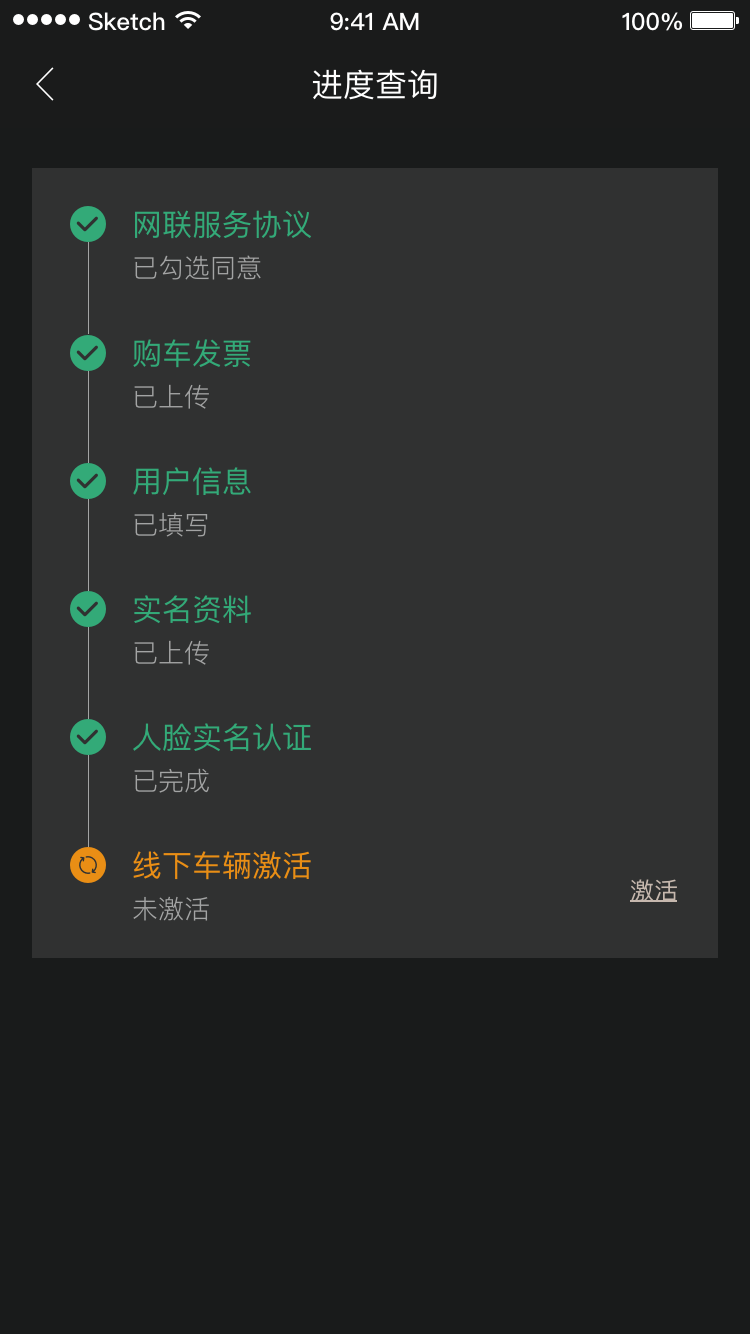 Sketch 9:41 AM 100%
进度查询
网联服务协议
已勾选同意
购车发票
已上传
用户信息
已填写
实名资料
已上传
人脸实名认证
已完成
线下车辆激活
未激活
激活